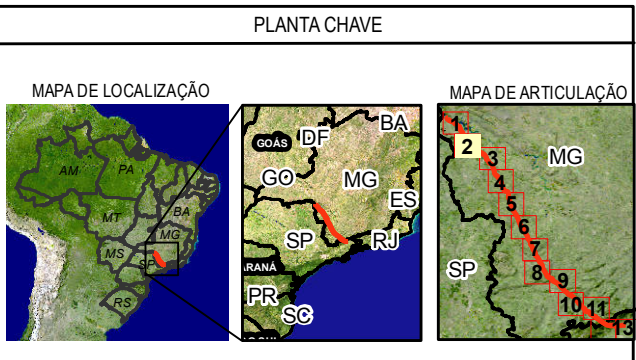 PLANTA CHAVE
MAPA DE LOCALIZAÇÃO
AM
PA
MT
BA
MG
MS
SP
RS
GOÁS
DF
BA
GO
MG
ES
SP
RJ
ARANÁ
PR
SC
MAPA DE ARTICULAÇÃO
1
2
3
MG
4
5
6
7
SP
8
9
10
11
13